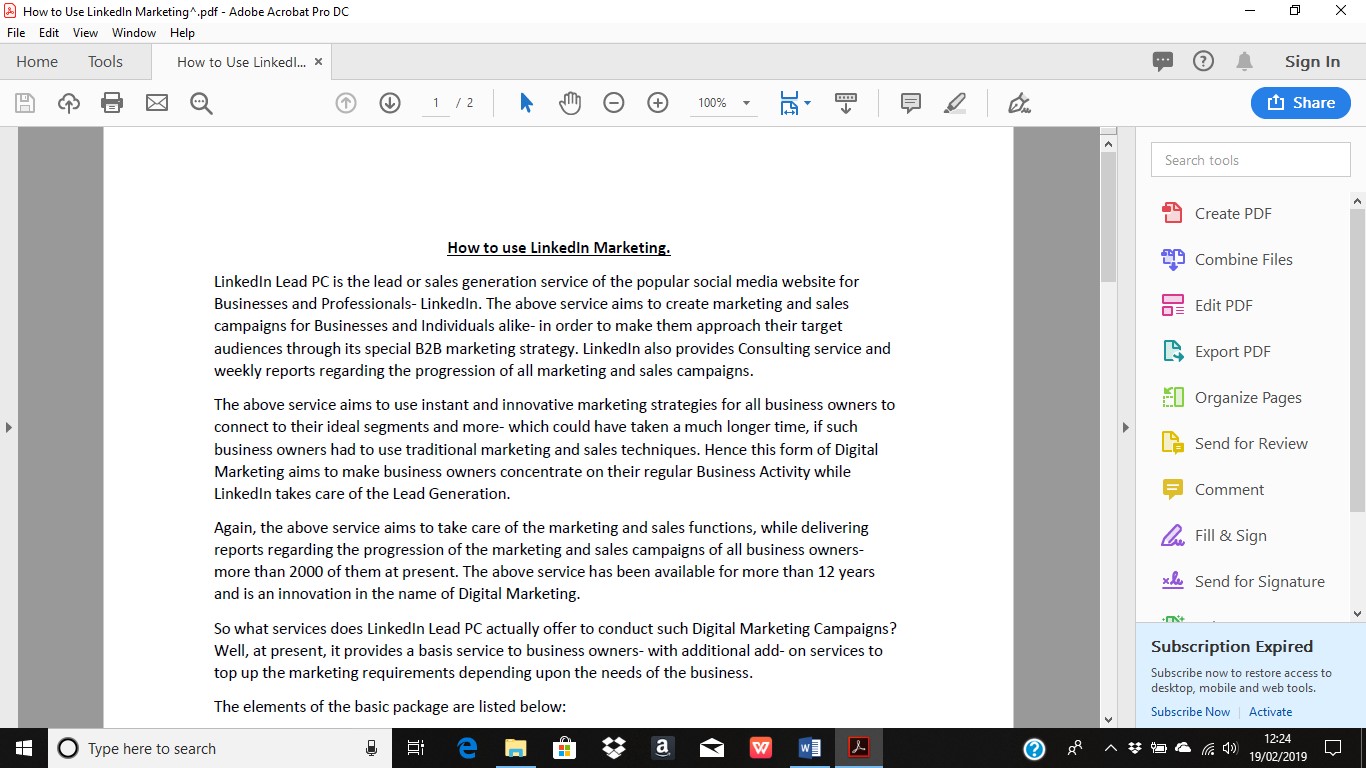 How to Use LinkedIn Marketing^.pdf - Adobe Acrobat Pro DC
File Edit View Window Help
Home Tools How to Use LinkedI... × Sign In
1 / 2 100% Share
Search tools
Create PDF
Combine Files
Edit PDF
Export PDF
Organize Pages
Send for Review
Comment
Fill & Sign
Send for Signature
Subscription Expired
Subscribe now to restore access to
desktop, mobile and web tools.
Subscribe Now | Activate
How to use LinkedIn Marketing.
LinkedIn Lead PC is the lead or sales generation service of the popular social media website for
Businesses and Professionals- LinkedIn. The above service aims to create marketing and sales
campaigns for Businesses and Individuals alike- in order to make them approach their target
audiences through its special B2B marketing strategy. LinkedIn also provides Consulting service and
weekly reports regarding the progression of all marketing and sales campaigns.
The above service aims to use instant and innovative marketing strategies for all business owners to
connect to their ideal segments and more- which could have taken a much longer time, if such
business owners had to use traditional marketing and sales techniques. Hence this form of Digital
Marketing aims to make business owners concentrate on their regular Business Activity while
LinkedIn takes care of the Lead Generation.
Again, the above service aims to take care of the marketing and sales functions, while delivering
reports regarding the progression of the marketing and sales campaigns of all business owners-
more than 2000 of them at present. The above service has been available for more than 12 years
and is an innovation in the name of Digital Marketing.
So what services does LinkedIn Lead PC actually offer to conduct such Digital Marketing Campaigns?
Well, at present, it provides a basis service to business owners- with additional add- on services to
top up the marketing requirements depending upon the needs of the business.
The elements of the basic package are listed below:
Type here to search
12:24
19/02/2019